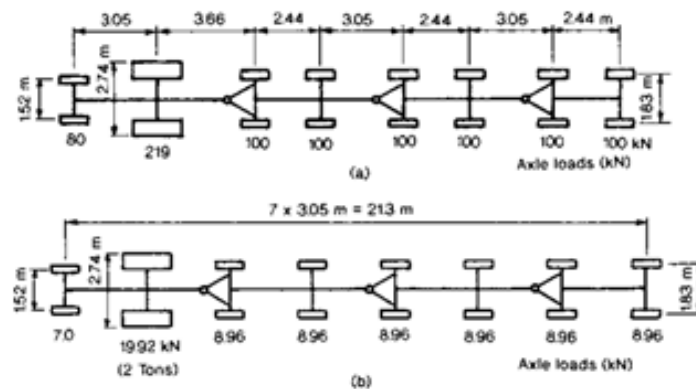 3.05 3.66 2.44 3.05 2.44 3.05 2.44 m
1.52 m 2.74 m 1.83 m
80 219 100 100 100 100 100 100 kN
(a) Axle loads (kN)
7 x 3.05 m = 21.3 m
1.52 m 2.74 m 1.83 m
7.0 19.92 kN 8.96 8.96 8.96 8.96 8.96 8.96
(2 Tons) (b) Axle loads (kN)